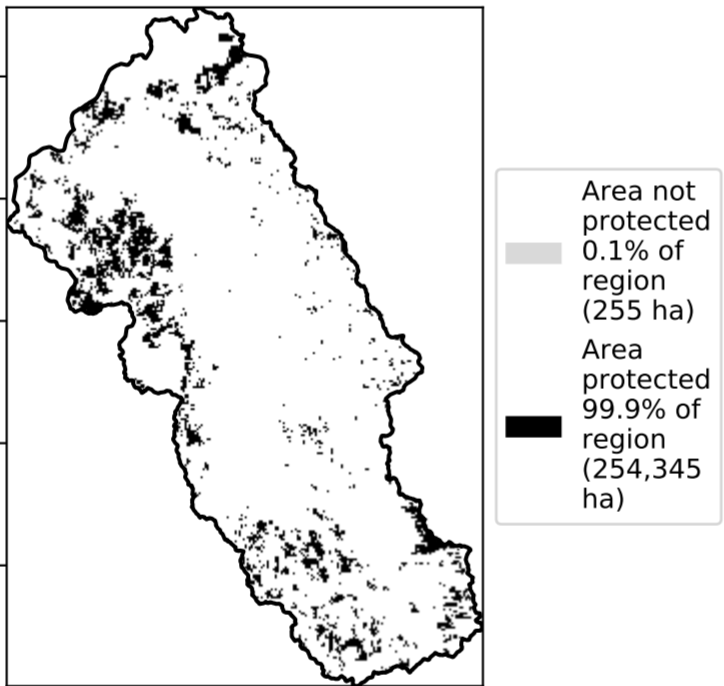 Area not
protected
0.1% of
region
(255 ha)
Area
protected
99.9% of
region
(254,345
ha)